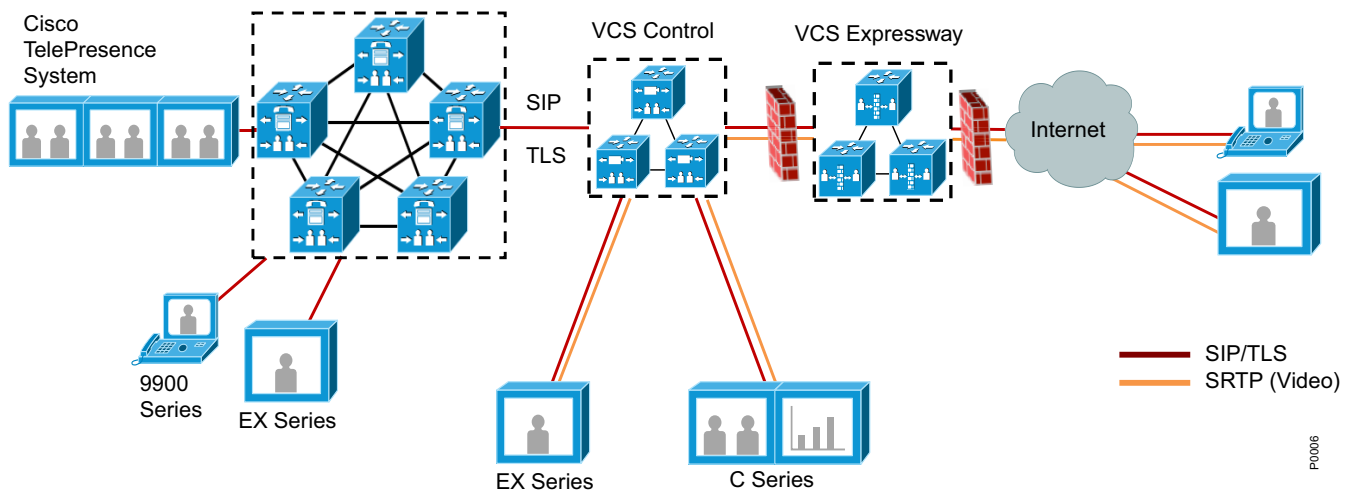 Cisco
TelePresence
System
VCS Control
VCS Expressway
SIP
TLS
Internet
9900
Series
EX Series
EX Series
C Series
SIP/TLS
SRTP (Video)
P0006